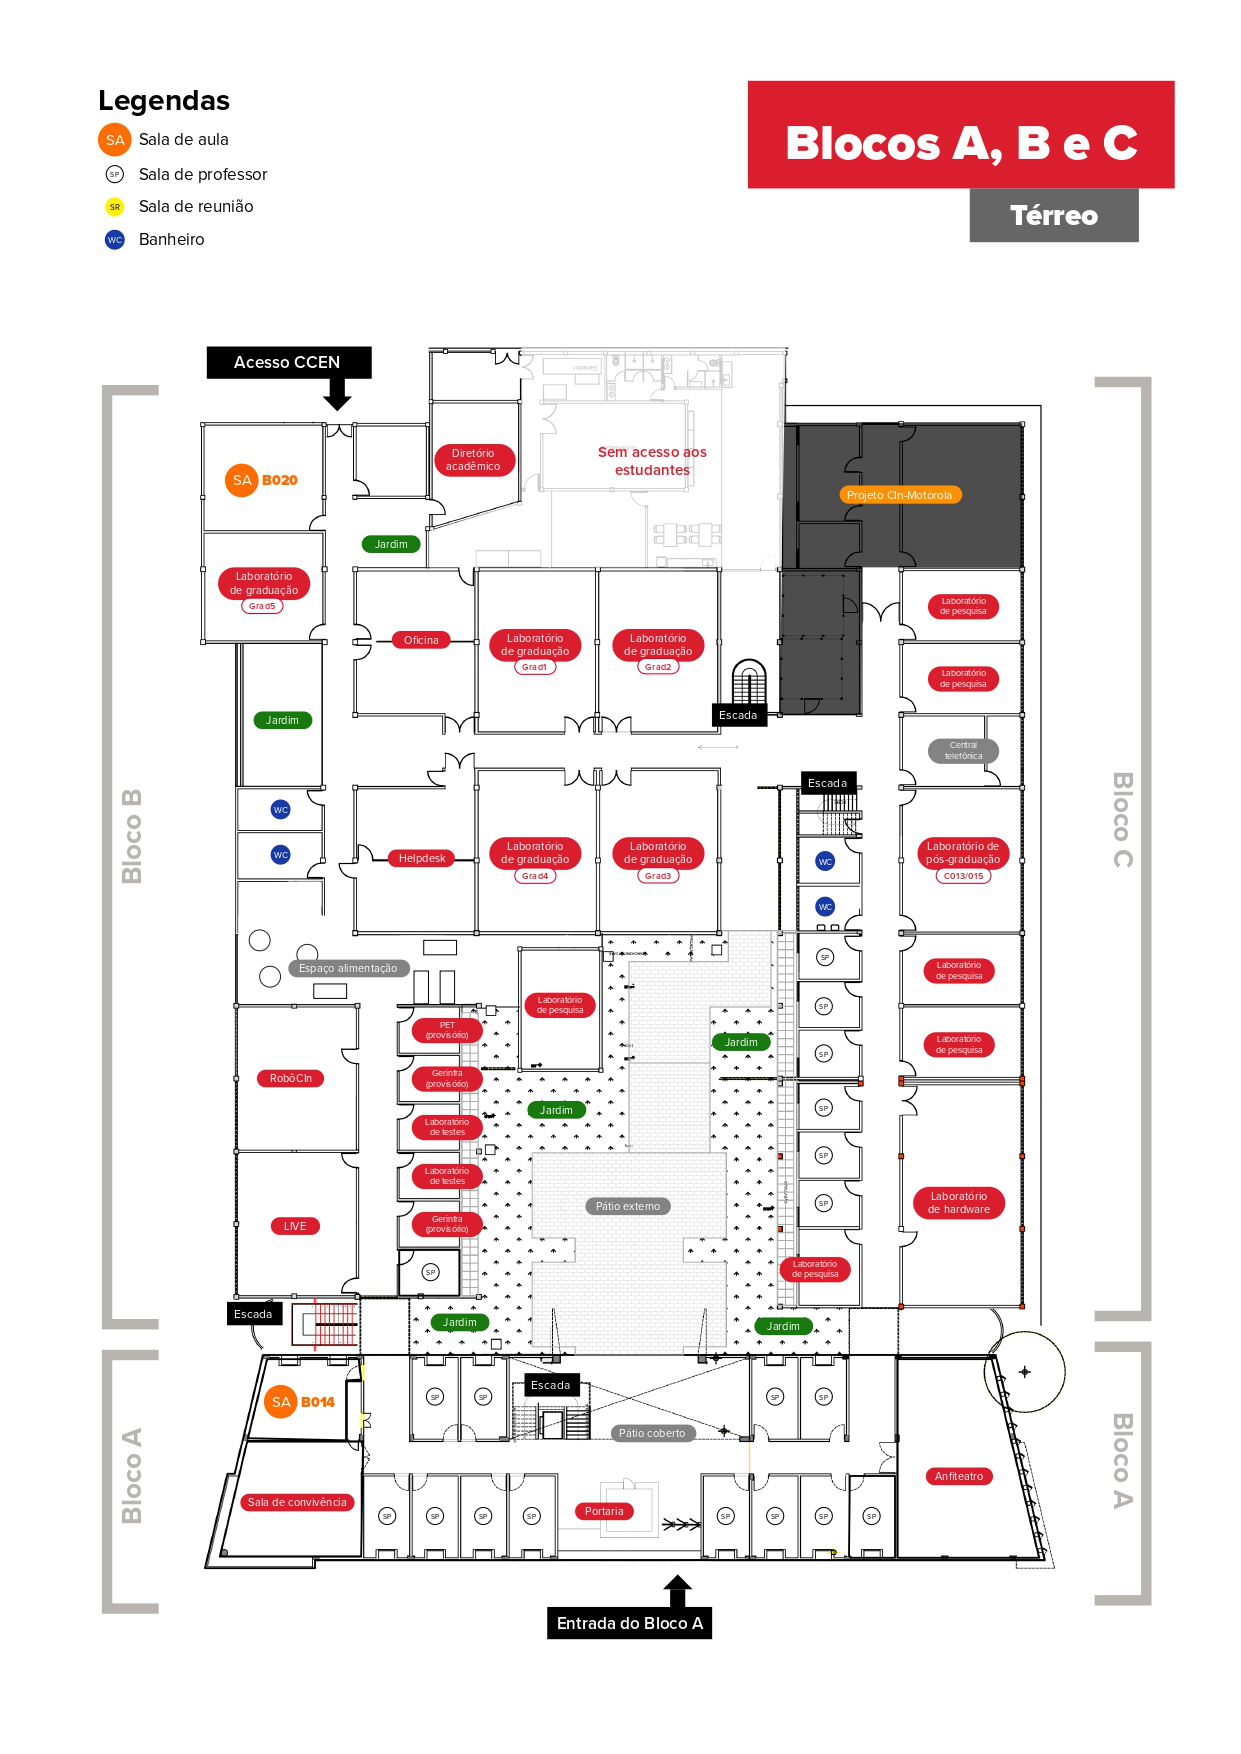 Legendas
SA Sala de aula
SP Sala de professor
SR Sala de reunião
WC Banheiro
Blocos A, B e C
Térreo
Acesso CCEN
Bloco B
Bloco C
Bloco A
Bloco A
Diretório
acadêmico
Sem acesso aos
estudantes
Gerador
SA B020
Projeto CIn-Motorola
Jardim
Laboratório
de graduação
Grad5
Laboratório
de pesquisa
Oficina
Laboratório
de graduação
Grad1
Laboratório
de graduação
Grad2
Laboratório
de pesquisa
Jardim
Escada
Central
telefônica
Escada
WC
WC
Helpdesk
Laboratório
de graduação
Grad4
Laboratório
de graduação
Grad3
WC
WC
Laboratório de
pós-graduação
C013/015
Espaço alimentação
SP
Laboratório
de pesquisa
Laboratório
de pesquisa
SP
PET
(provisório)
Jardim
SP
Laboratório
de pesquisa
RobôCIn
Gerinfra
(provisório)
Jardim
SP
Laboratório
de testes
SP
Laboratório
de testes
SP
Laboratório
de hardware
Pátio externo
LIVE
Gerinfra
(provisório)
SP
Laboratório
de pesquisa
Escada
Jardim
Jardim
SA B014
SP
SP
Escada
SP
SP
Pátio coberto
Anfiteatro
Sala de convivência
SP
SP
SP
SP
Portaria
SP
SP
SP
SP
Entrada do Bloco A